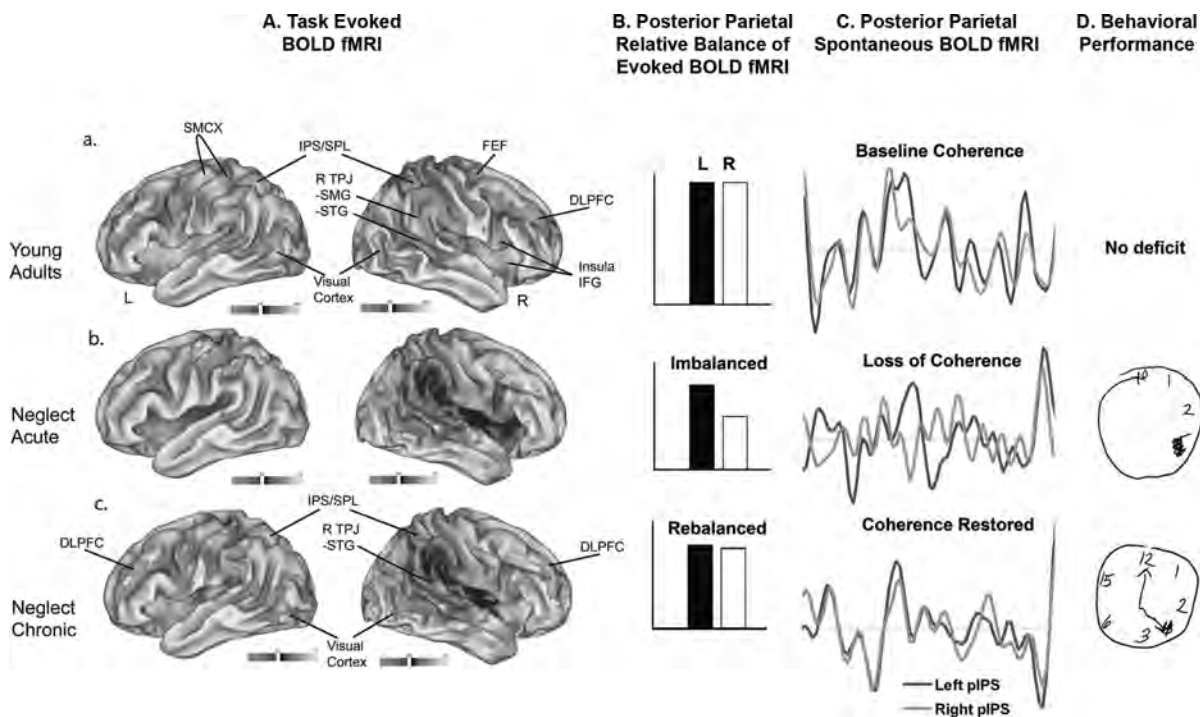 A. Task Evoked
BOLD fMRI
B. Posterior Parietal
Relative Balance of
Evoked BOLD fMRI
C. Coherence Parietal
Spontaneous BOLD fMRI
D. Behavioral
Performance
a.
Young
Adults
SMCX
IPS/SPL
R TPJ
-SMG
-STG
FEF
DLPFC
Insula
IFG
Visual
Cortex
L
R
L R
Baseline Coherence
No deficit
b.
Neglect
Acute
Imbalanced
Loss of Coherence
10
1
2
c.
Neglect
Chronic
DLPFC
IPS/SPL
R TPJ
-STG
DLPFC
Visual
Cortex
Rebalanced
Coherence Restored
Left pIPS
Right pIPS
12
15
1
2
6
3